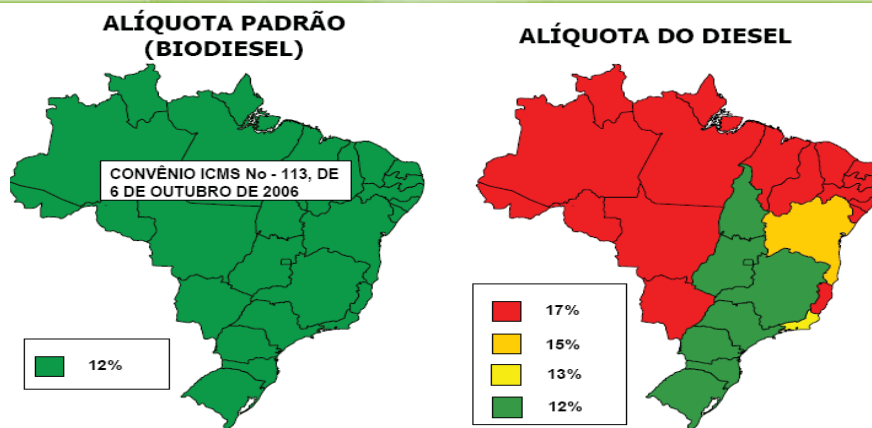 ALÍQUOTA PADRÃO
(BIODIESEL)
CONVÊNIO ICMS No - 113, DE
6 DE OUTUBRO DE 2006
12%
ALÍQUOTA DO DIESEL
17%
15%
13%
12%